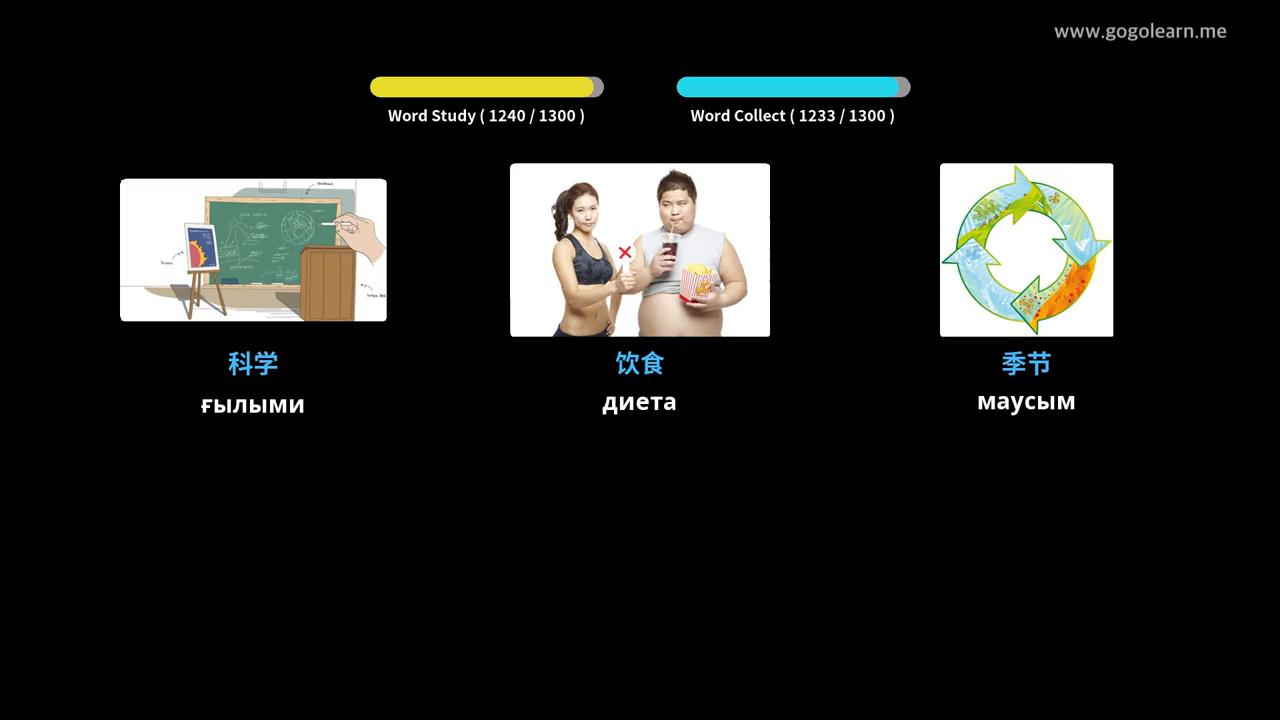 www.gogolearn.me
Word Study ( 1240 / 1300 )
Word Collect ( 1233 / 1300 )
科学
饮食
季节
ғылыми
диета
маусым